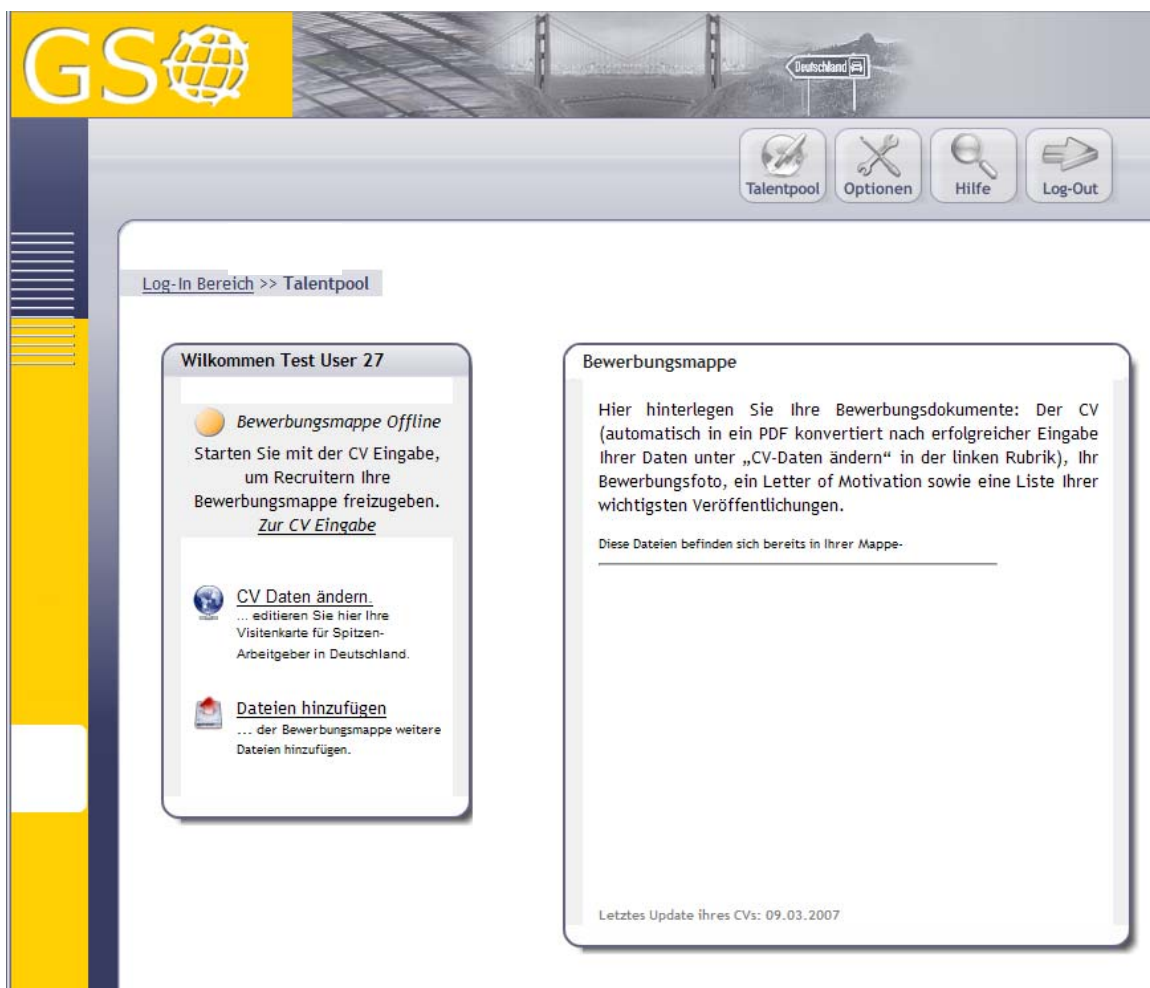 GSO
Deutschland
Talentpool
Optionen
Hilfe
Log-Out
Log-In Bereich >> Talentpool
Wilkommen Test User 27
Bewerbungsmappe Offline
Starten Sie mit der CV Eingabe,
um Recruitern Ihre
Bewerbungsmappe freizugeben.
Zur CV Eingabe
CV Daten ändern.
... editieren Sie hier Ihre
Visitenkarte für Spitzen-
Arbeitgeber in Deutschland.
Dateien hinzufügen
... der Bewerbungsmappe weitere
Dateien hinzufügen.
Bewerbungsmappe
Hier hinterlegen Sie Ihre Bewerbungsdokumente: Der CV
(automatisch in ein PDF konvertiert nach erfolgreicher Eingabe
Ihrer Daten unter „CV-Daten ändern“ in der linken Rubrik), Ihr
Bewerbungsfoto, ein Letter of Motivation sowie eine Liste Ihrer
wichtigsten Veröffentlichungen.
Diese Dateien befinden sich bereits in Ihrer Mappe-
Letztes Update ihres CVs: 09.03.2007